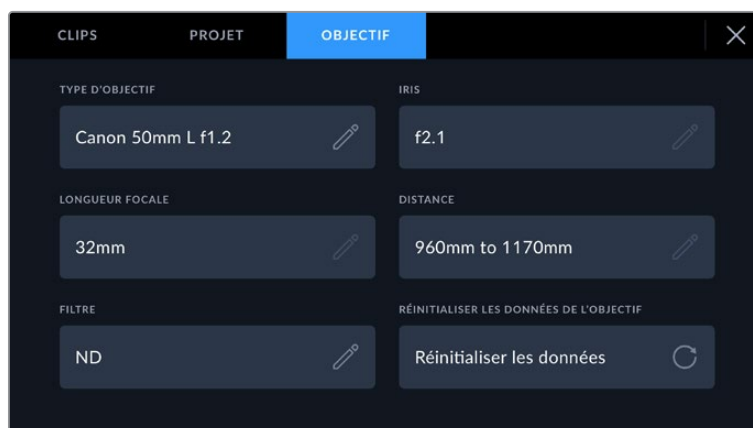 CLIPS PROJET OBJECTIF
TYPE D'OBJECTIF IRIS
Canon 50mm L f1.2 f2.1
LONGUEUR FOCALE DISTANCE
32mm 960mm to 1170mm
FILTRE RÉINITIALISER LES DONNÉES DE L'OBJECTIF
ND Réinitialiser les données